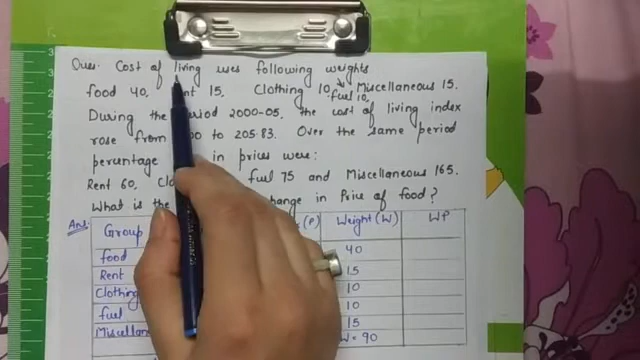 Ques. Cost of living uses following weights
food 40, 15, Clothing 10, fuel 10, Miscellaneous 15.
During the 2000-05, the cost of living index
rose from to 205.83. Over the same period
percentage in prices were:
Rent 60, fuel 75 and Miscellaneous 165.
What is the in Price of food?
Ans:
Group (P) Weight (W) WP
food 40
Rent 15
Clothing 10
fuel 10
15
W = 90